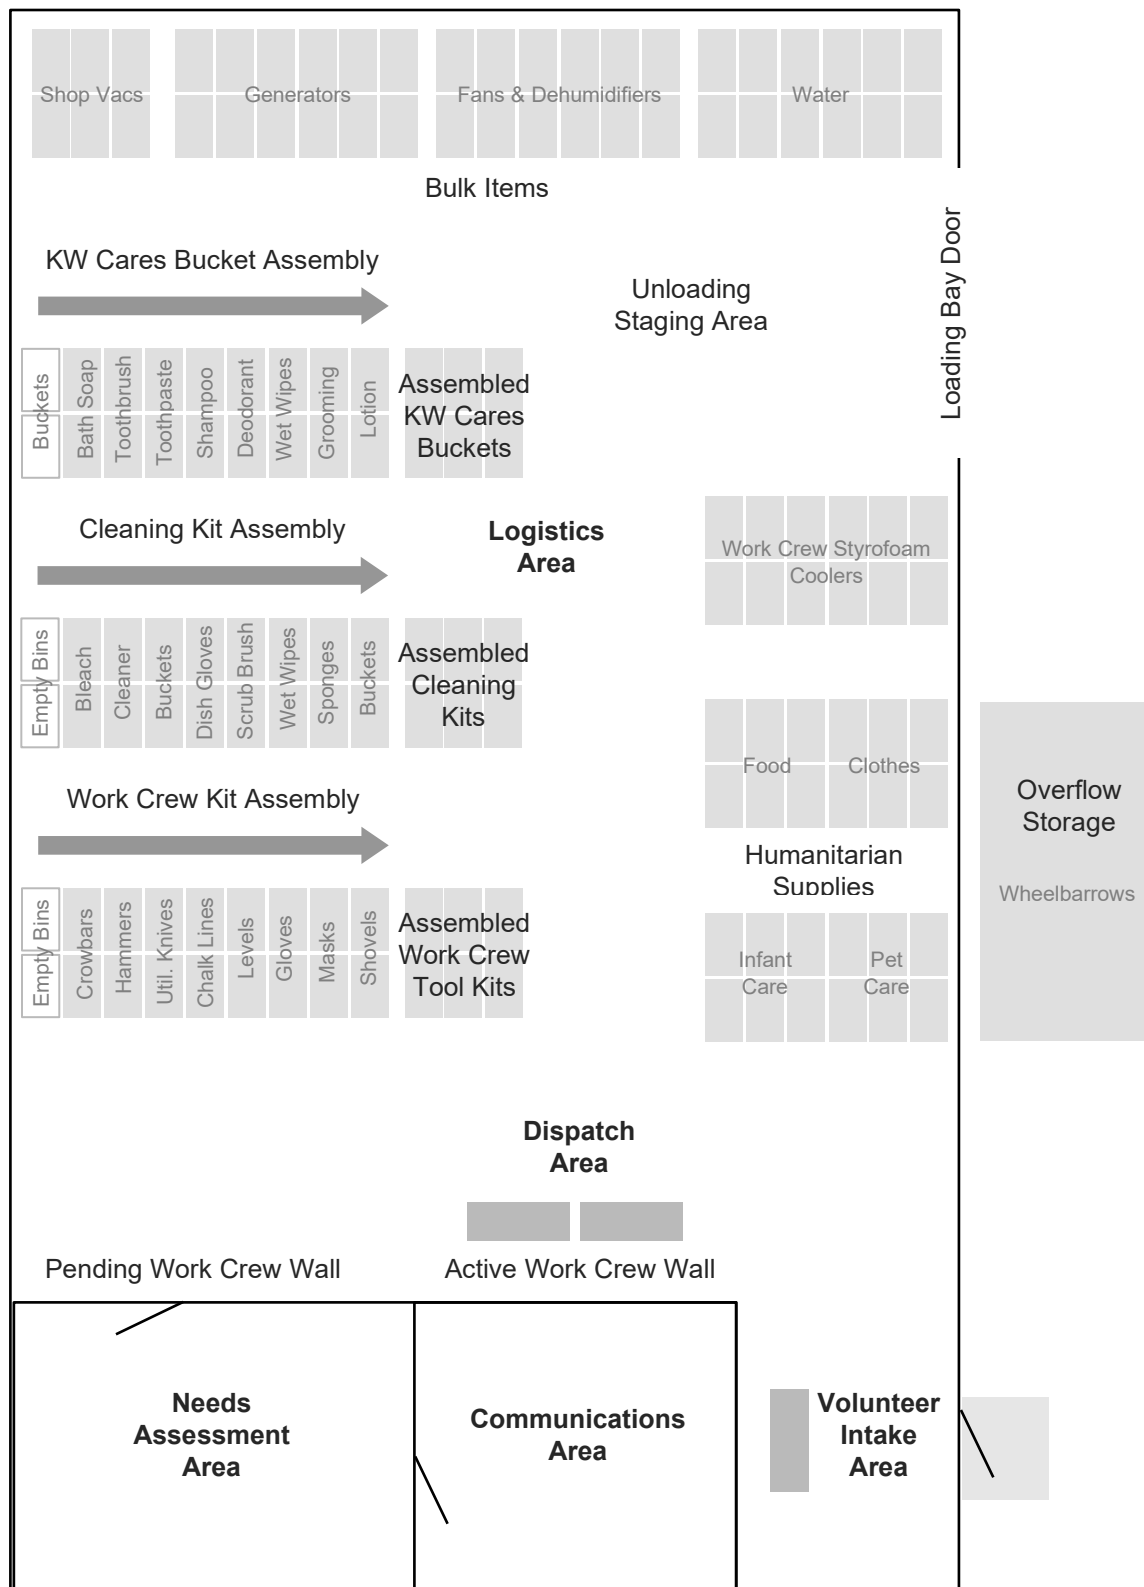 Shop Vacs
Generators
Fans & Dehumidifiers
Water
Bulk Items
Loading Bay Door
KW Cares Bucket Assembly
Unloading
Staging Area
Buckets
Bath Soap
Toothbrush
Toothpaste
Shampoo
Deodorant
Wet Wipes
Grooming
Lotion
Assembled
KW Cares
Buckets
Cleaning Kit Assembly
Logistics
Area
Work Crew Styrofoam
Coolers
Empty Bins
Bleach
Cleaner
Buckets
Dish Gloves
Scrub Brush
Wet Wipes
Sponges
Buckets
Assembled
Cleaning
Kits
Food
Clothes
Overflow
Storage
Wheelbarrows
Work Crew Kit Assembly
Humanitarian
Supplies
Empty Bins
Crowbars
Hammers
Util. Knives
Chalk Lines
Levels
Gloves
Masks
Shovels
Assembled
Work Crew
Tool Kits
Infant
Care
Pet
Care
Dispatch
Area
Pending Work Crew Wall
Active Work Crew Wall
Needs
Assessment
Area
Communications
Area
Volunteer
Intake
Area